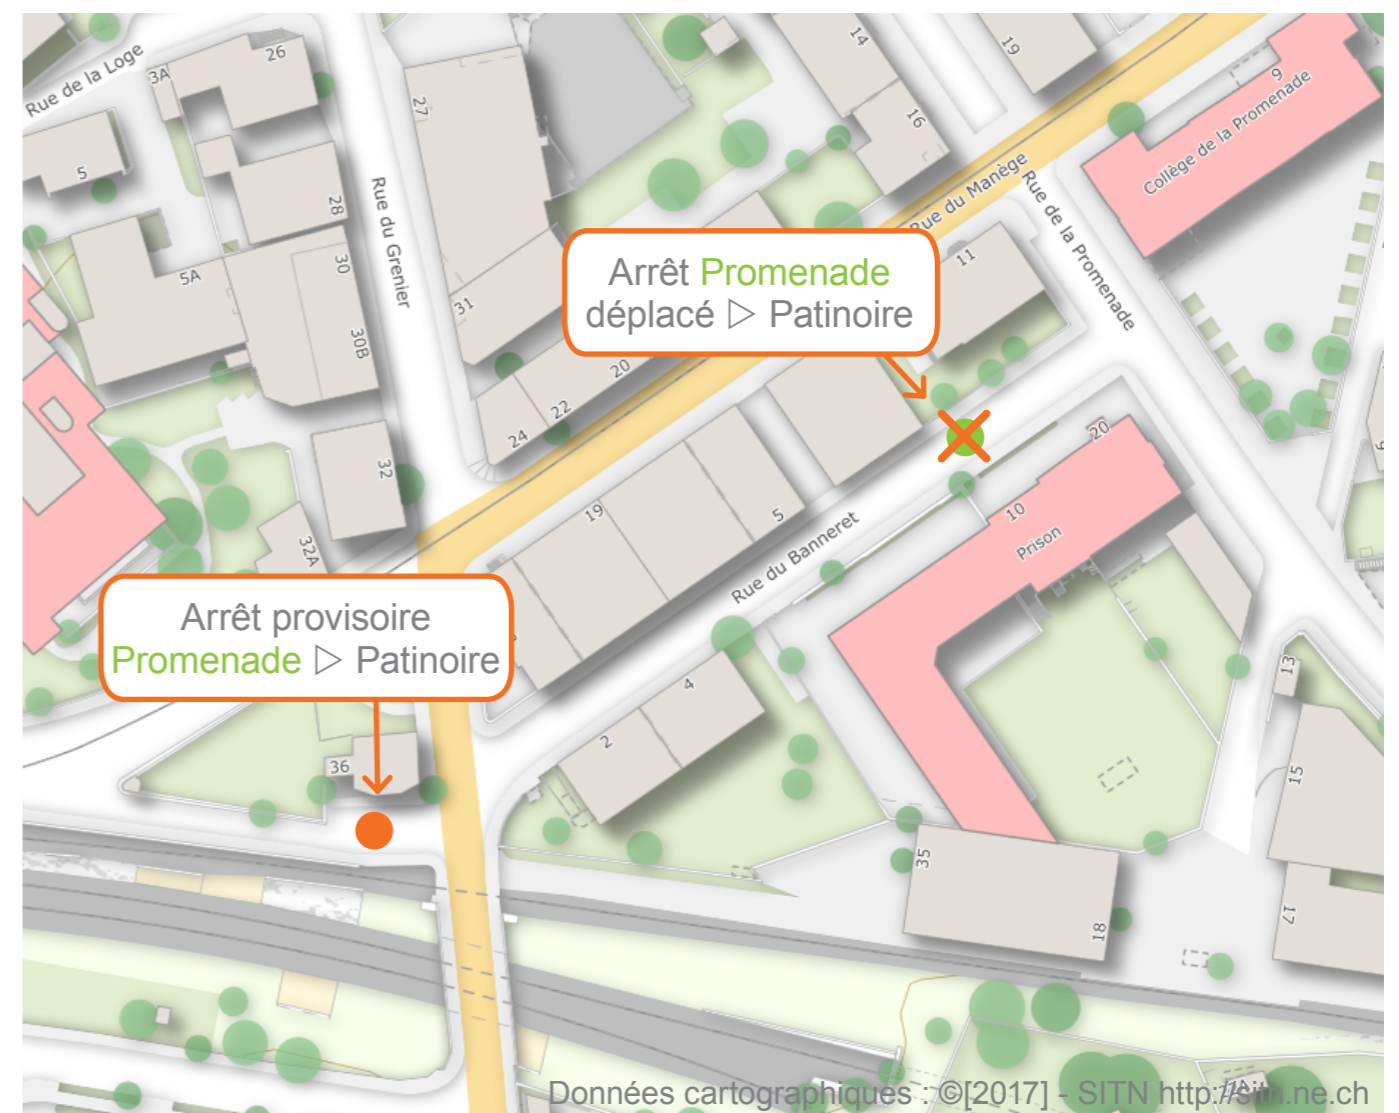 Rue de la Loge
3A
26
14
19
9
Collège de la Promenade
27
16
5
Rue du Manège
Rue de la Promenade
Rue du Grenier
28
5A
30
31
30B
11
Arrêt Promenade
déplacé ▷ Patinoire
20
22
24
32
19
5
20
10
Prison
Rue du Banneret
32A
Arrêt provisoire
Promenade ▷ Patinoire
4
2
36
13
15
35
18
17
Données cartographiques : ©[2017] - SITN http://sitn.ne.ch